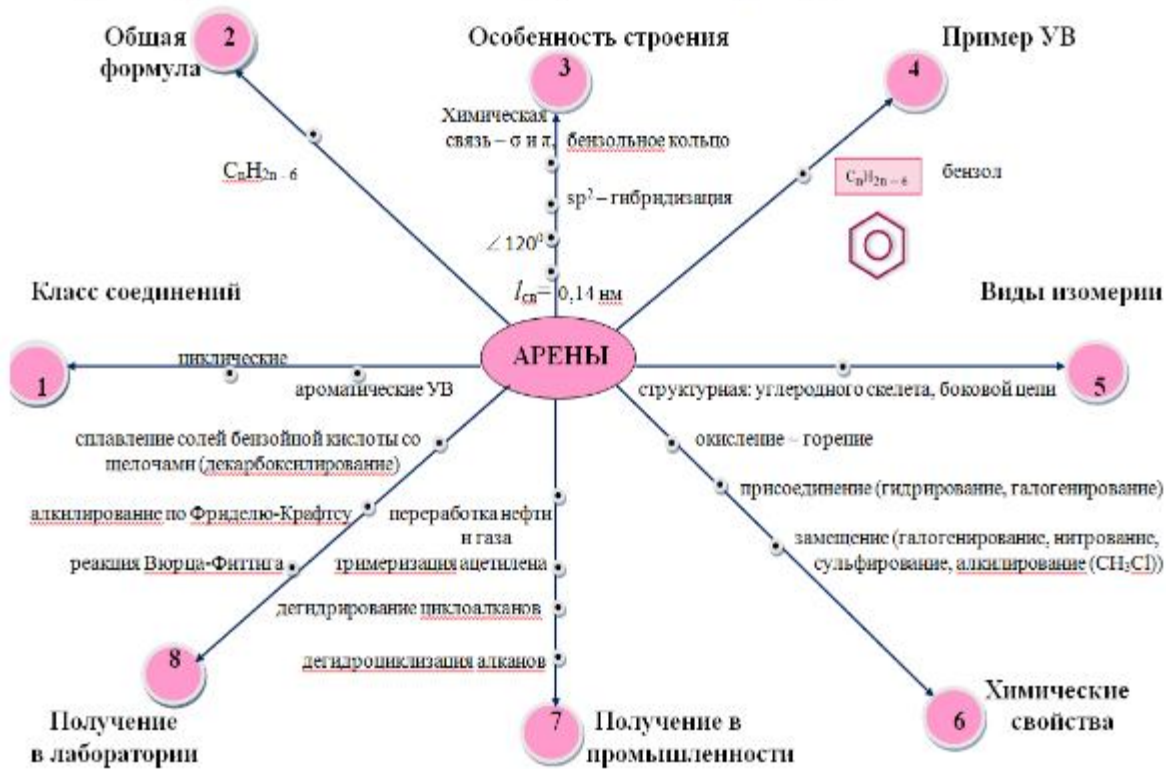 Общая
формула
2
CnH2n - 6
Особенность строения
3
Химическая
связь – σ и π, бензольное кольцо
sp² – гибридизация
∠ 120⁰
lсв= 0,14 нм
Пример УВ
4
CnH2n – 6 бензол
Класс соединений
1
циклические
ароматические УВ
АРЕНЫ
Виды изомерии
5
структурная: углеродного скелета, боковой цепи
сплавление солей бензойной кислоты со
щелочами (декарбоксилирование)
алкилирование по Фриделю-Крафтсу
реакция Вюрца-Фиттига
8
Получение
в лаборатории
переработка нефти
и газа
тримеризация ацетилена
дегидрирование циклоалканов
дегидроциклизация алканов
7
Получение в
промышленности
окисление – горение
присоединение (гидрирование, галогенирование)
замещение (галогенирование, нитрование,
сульфирование, алкилирование (CH3Cl))
6
Химические
свойства